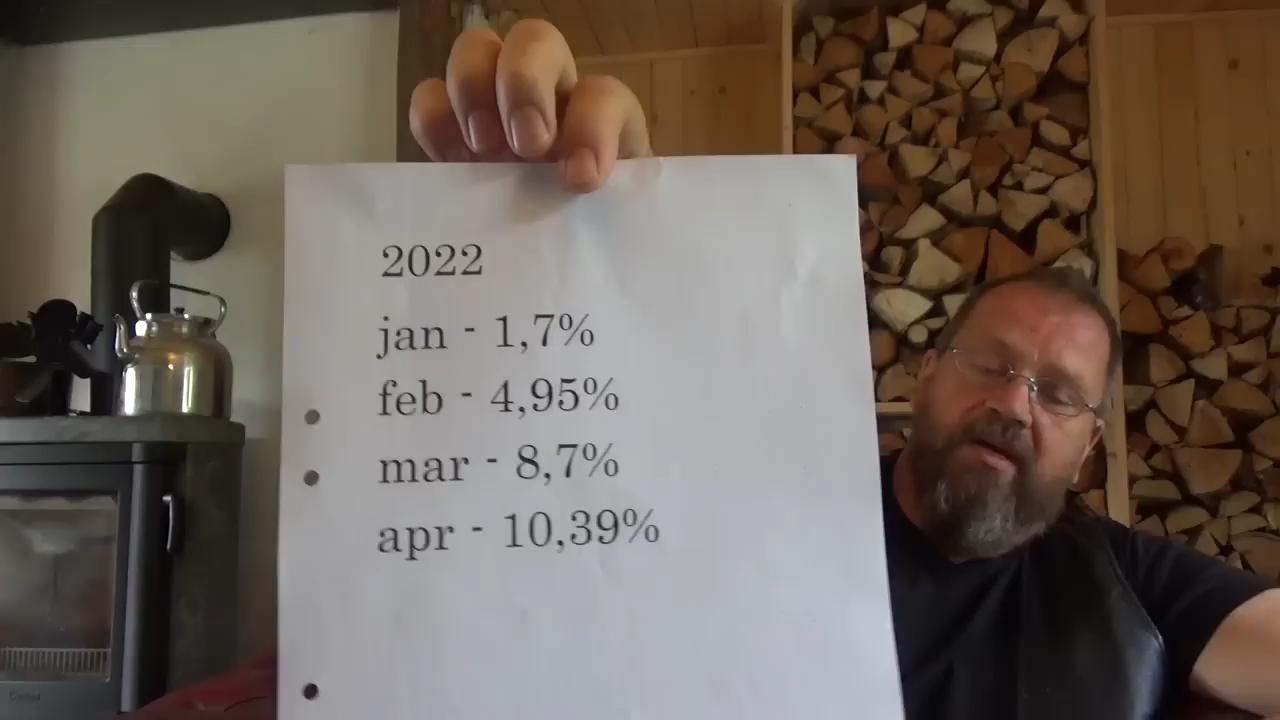 2022
jan - 1,7%
feb - 4,95%
mar - 8,7%
apr - 10,39%